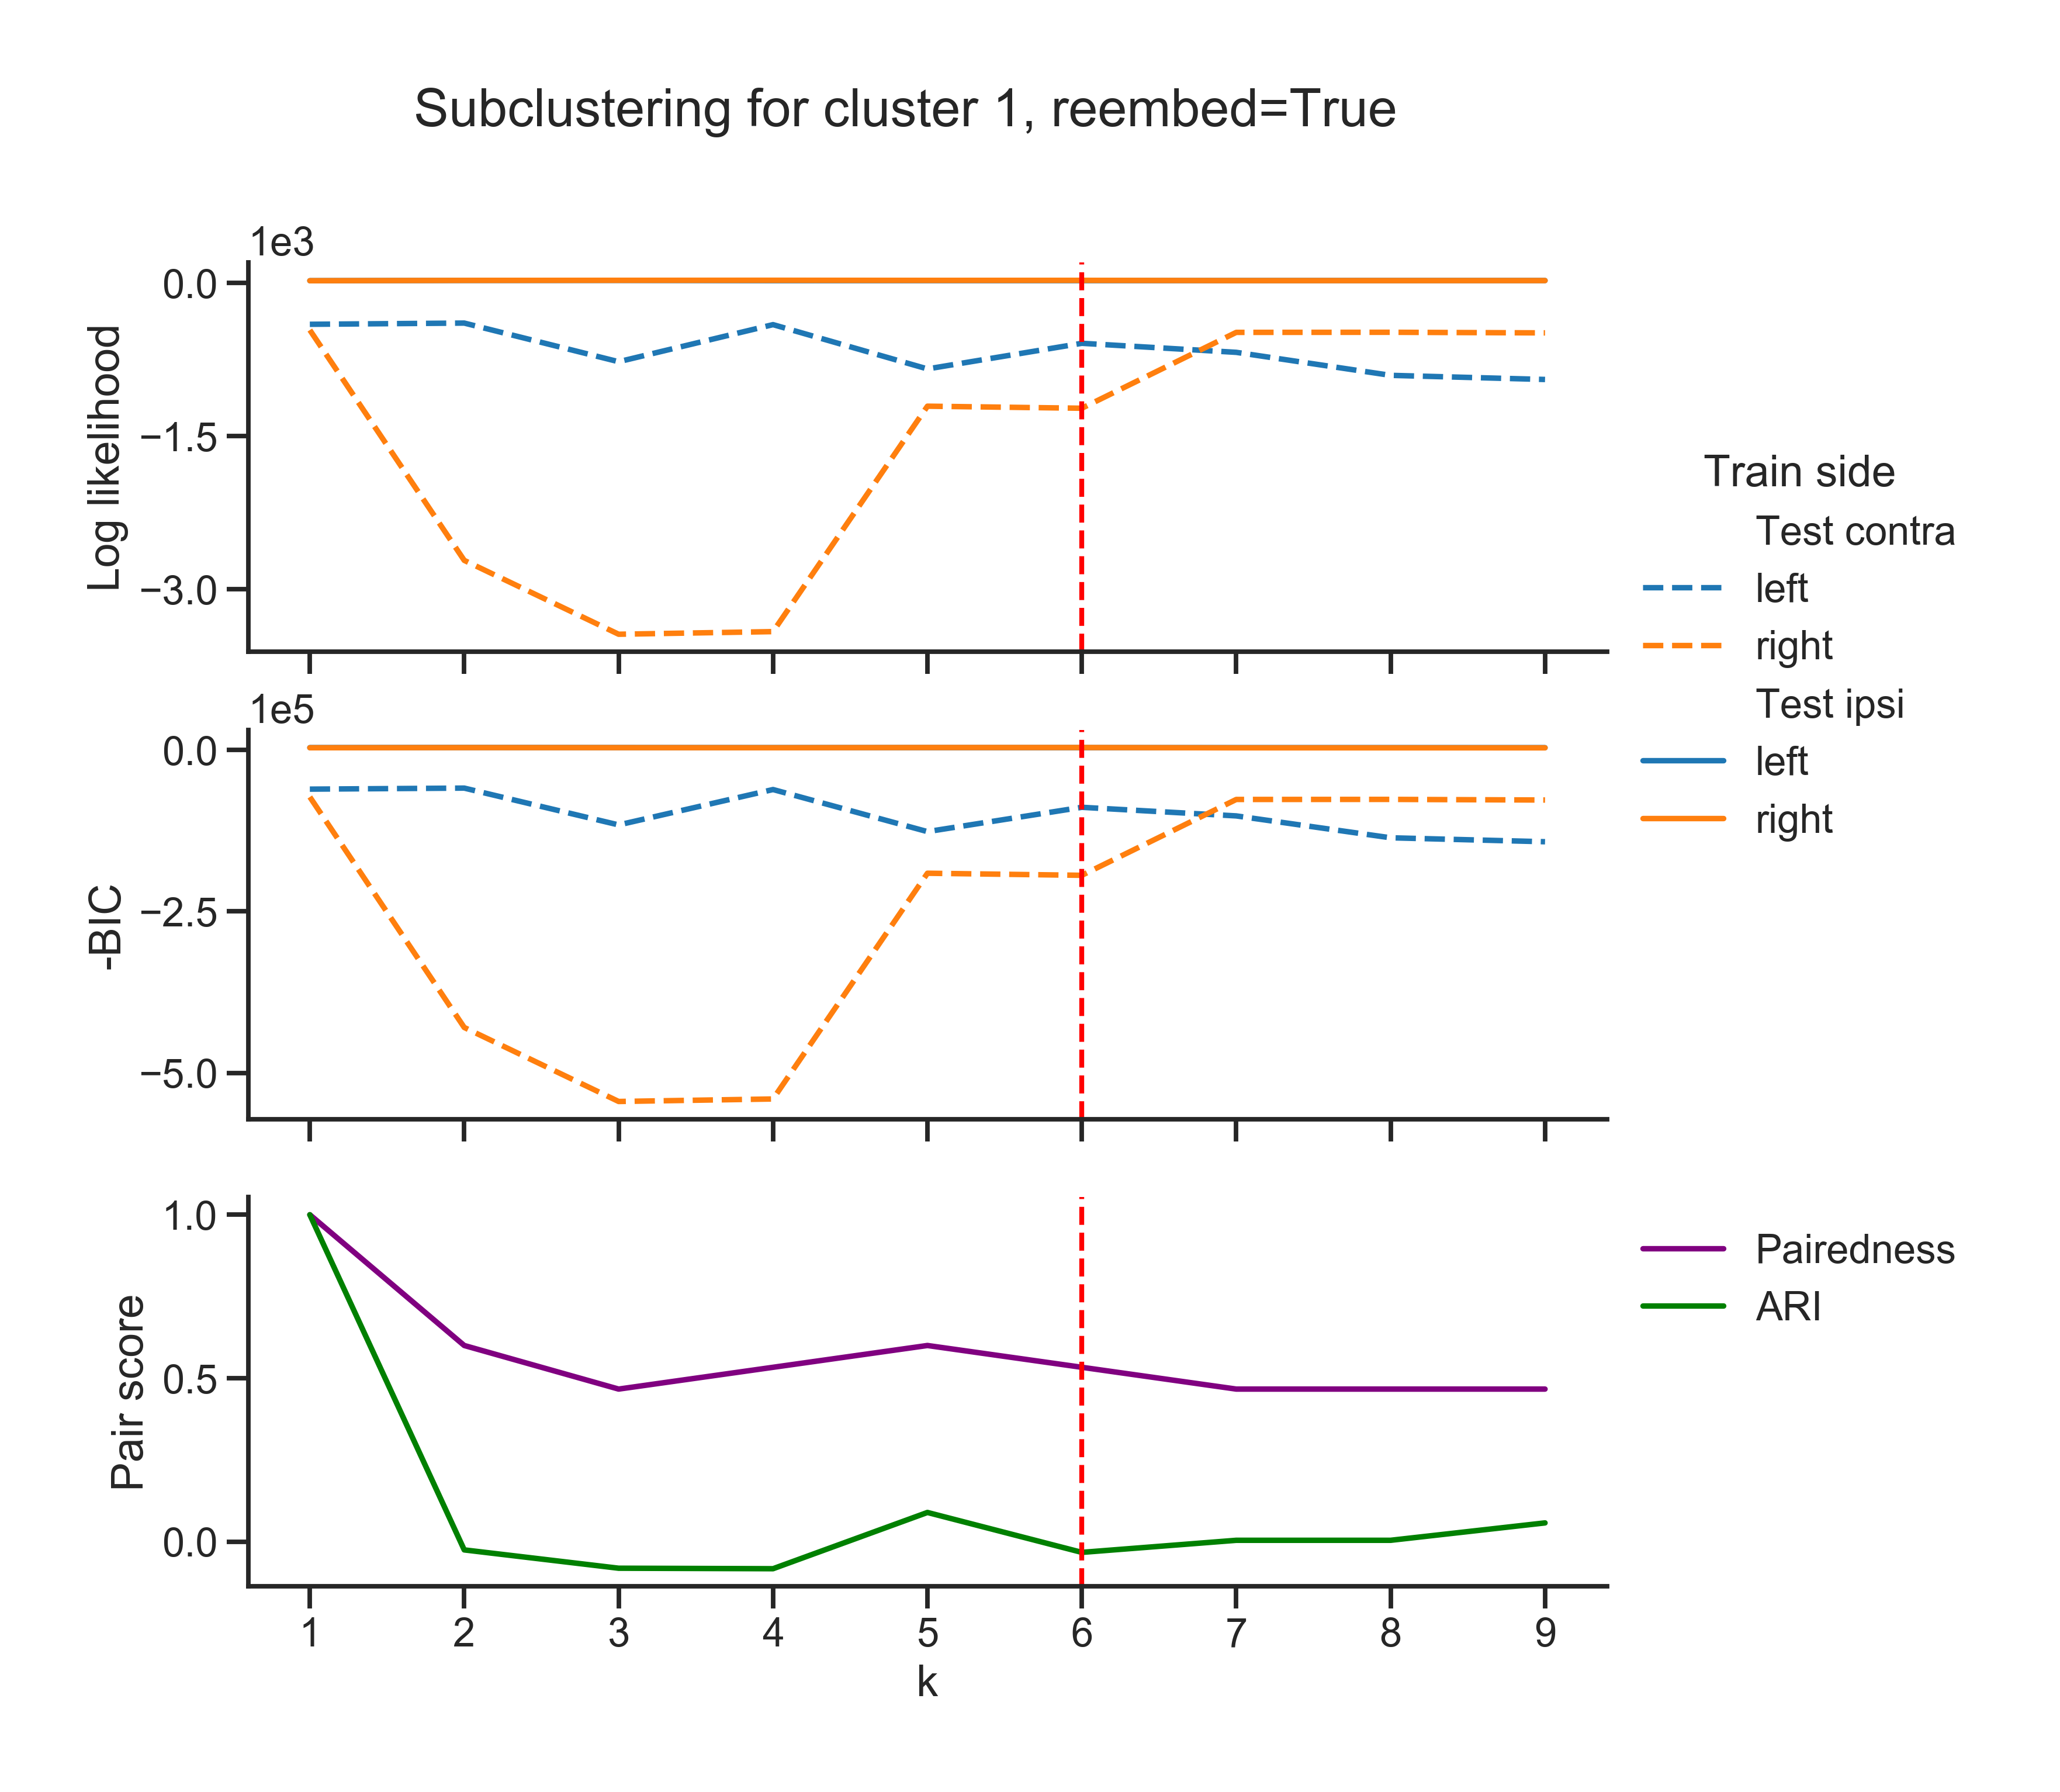 Subclustering for cluster 1, reembed=True
1e3
0.0
−1.5
−3.0
Log likelihood
Train side
Test contra
left
right
Test ipsi
left
right
1e5
0.0
−2.5
−5.0
-BIC
1.0
0.5
0.0
Pair score
Pairedness
ARI
1 2 3 4 5 6 7 8 9
k